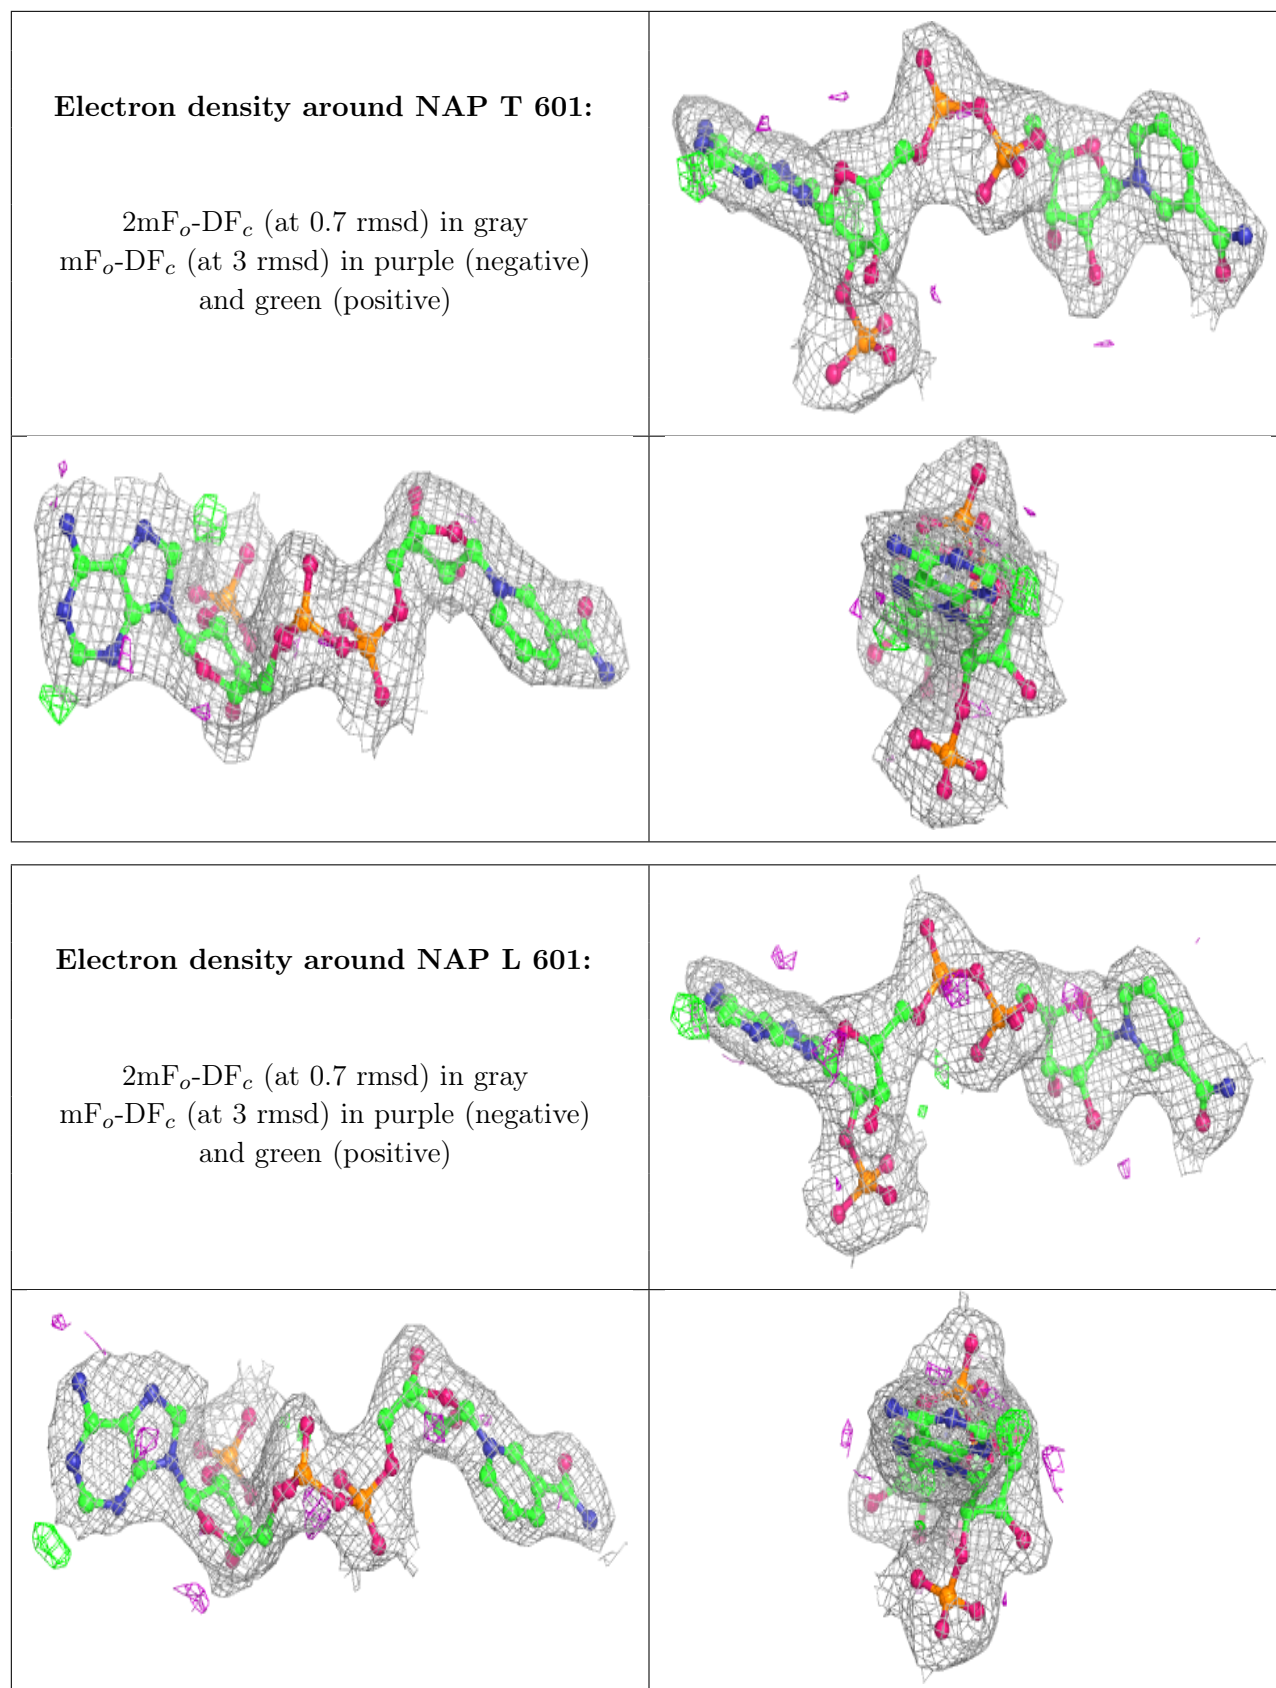 Electron density around NAP T 601:
2mFo-DFc (at 0.7 rmsd) in gray
mFo-DFc (at 3 rmsd) in purple (negative)
and green (positive)
Electron density around NAP L 601:
2mFo-DFc (at 0.7 rmsd) in gray
mFo-DFc (at 3 rmsd) in purple (negative)
and green (positive)